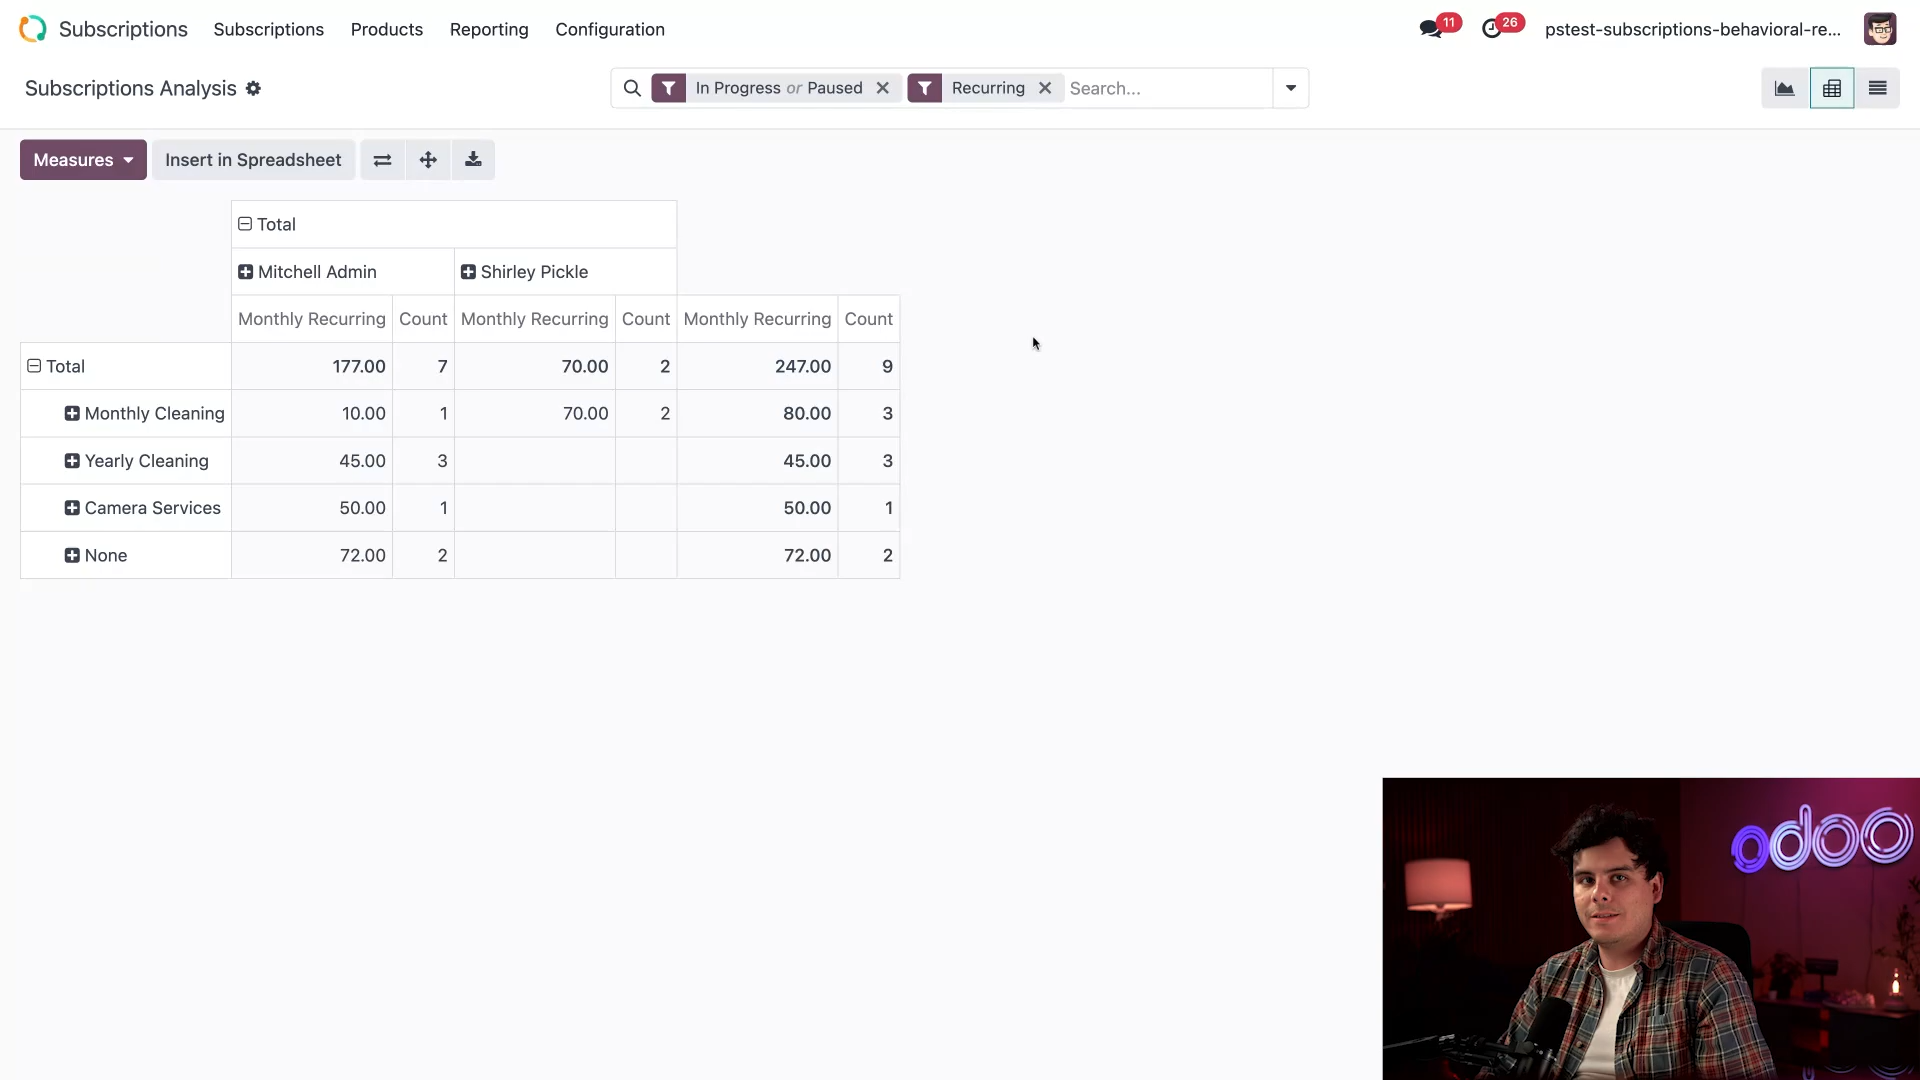 Subscriptions Subscriptions Products Reporting Configuration 11 26 pstest-subscriptions-behavioral-re...
Subscriptions Analysis In Progress or Paused Recurring Search...
Measures Insert in Spreadsheet
Total
Mitchell Admin Shirley Pickle
Monthly Recurring Count Monthly Recurring Count Monthly Recurring Count
Total 177.00 7 70.00 2 247.00 9
Monthly Cleaning 10.00 1 70.00 2 80.00 3
Yearly Cleaning 45.00 3 45.00 3
Camera Services 50.00 1 50.00 1
None 72.00 2 72.00 2
odoo